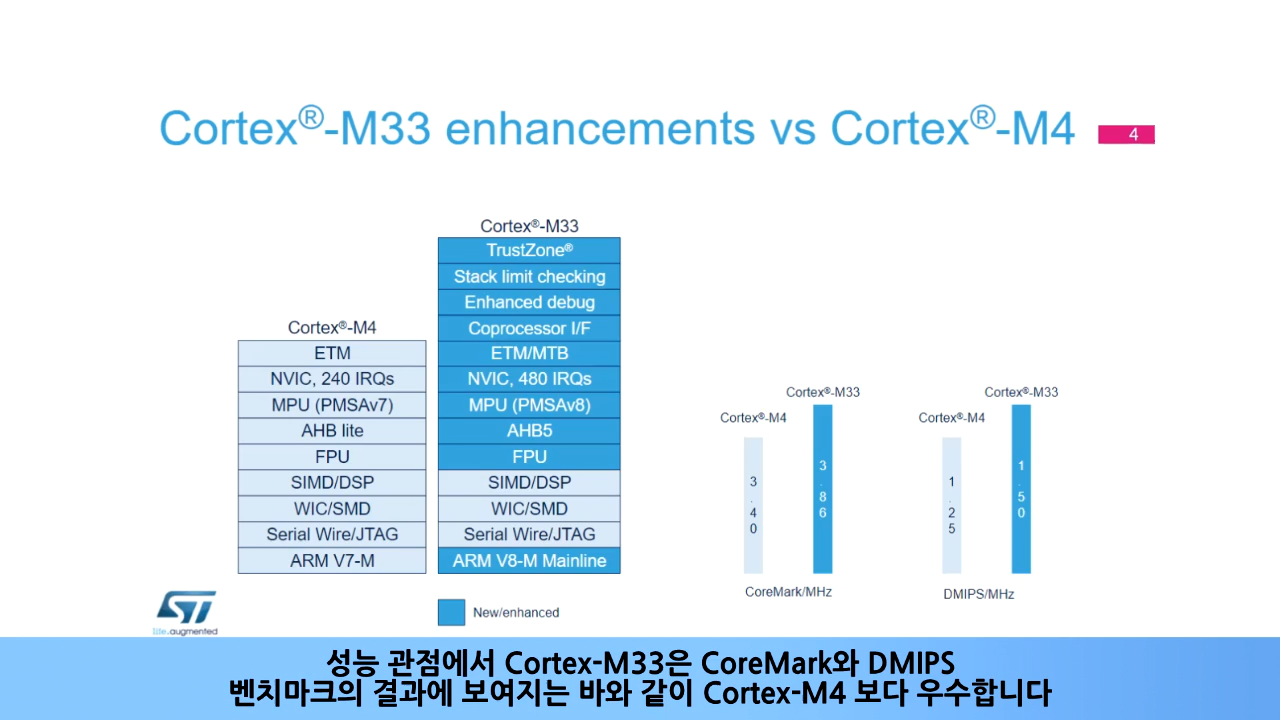 Cortex®-M33 enhancements vs Cortex®-M4
4
Cortex®-M4
ETM
NVIC, 240 IRQs
MPU (PMSAv7)
AHB lite
FPU
SIMD/DSP
WIC/SMD
Serial Wire/JTAG
ARM V7-M
Cortex®-M33
TrustZone®
Stack limit checking
Enhanced debug
Coprocessor I/F
ETM/MTB
NVIC, 480 IRQs
MPU (PMSAv8)
AHB5
FPU
SIMD/DSP
WIC/SMD
Serial Wire/JTAG
ARM V8-M Mainline
New/enhanced
Cortex®-M4
3.40
Cortex®-M33
3.86
CoreMark/MHz
Cortex®-M4
1.25
Cortex®-M33
1.50
DMIPS/MHz
ST
life.augmented
성능 관점에서 Cortex-M33은 CoreMark와 DMIPS
벤치마크의 결과에 보여지는 바와 같이 Cortex-M4 보다 우수합니다